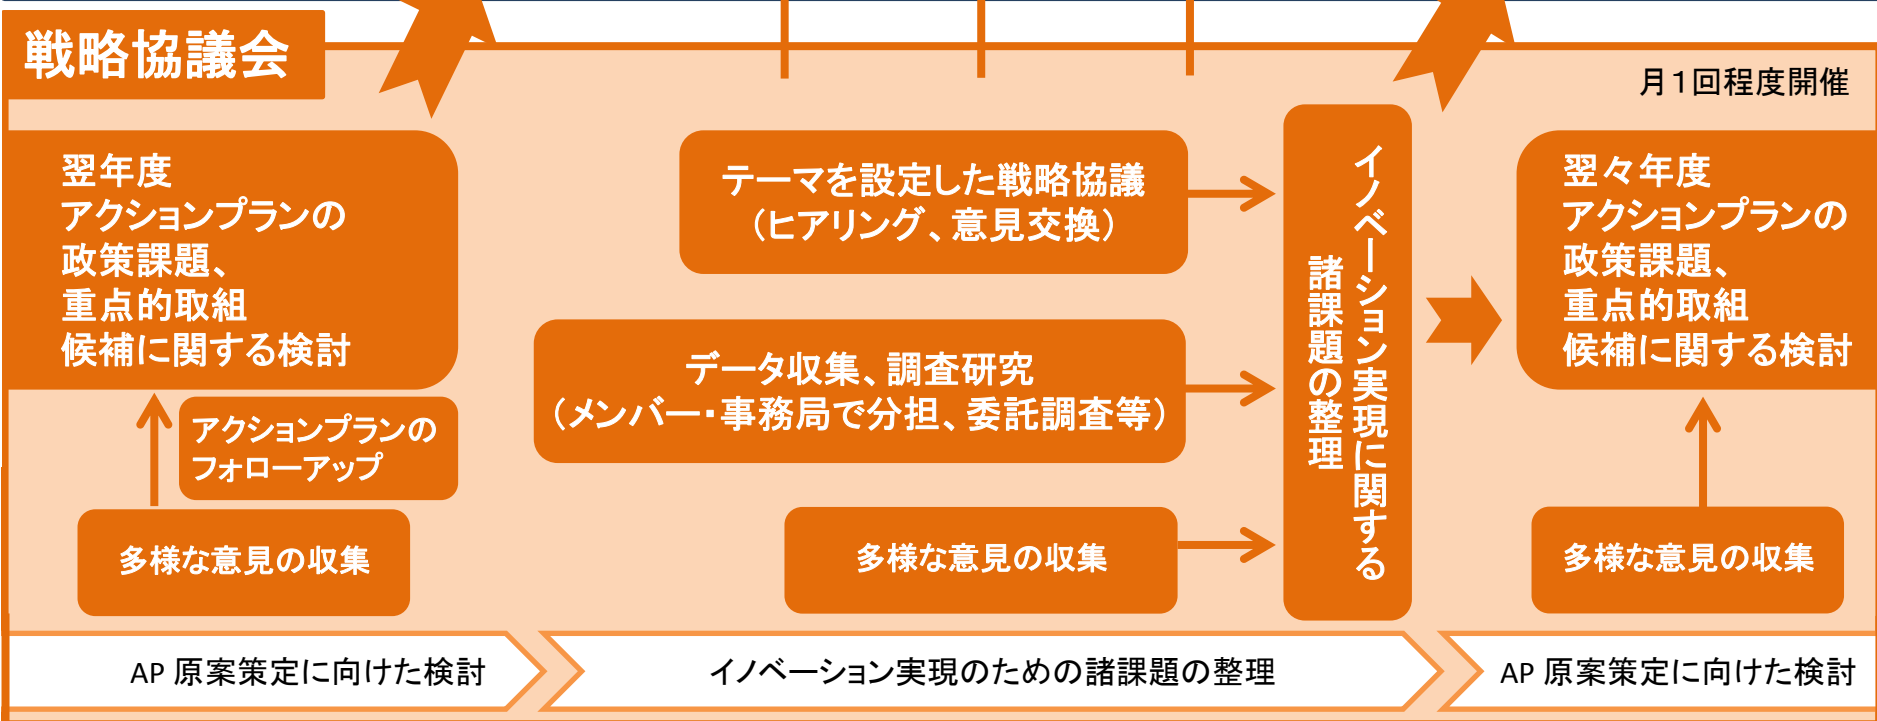 戦略協議会
月1回程度開催
翌年度
アクションプランの
政策課題、
重点的取組
候補に関する検討
アクションプランの
フォローアップ
多様な意見の収集
テーマを設定した戦略協議
（ヒアリング、意見交換）
データ収集、調査研究
（メンバー・事務局で分担、委託調査等）
多様な意見の収集
イノベーション実現に関する
諸課題の整理
翌々年度
アクションプランの
政策課題、
重点的取組
候補に関する検討
多様な意見の収集
AP 原案策定に向けた検討
イノベーション実現のための諸課題の整理
AP 原案策定に向けた検討